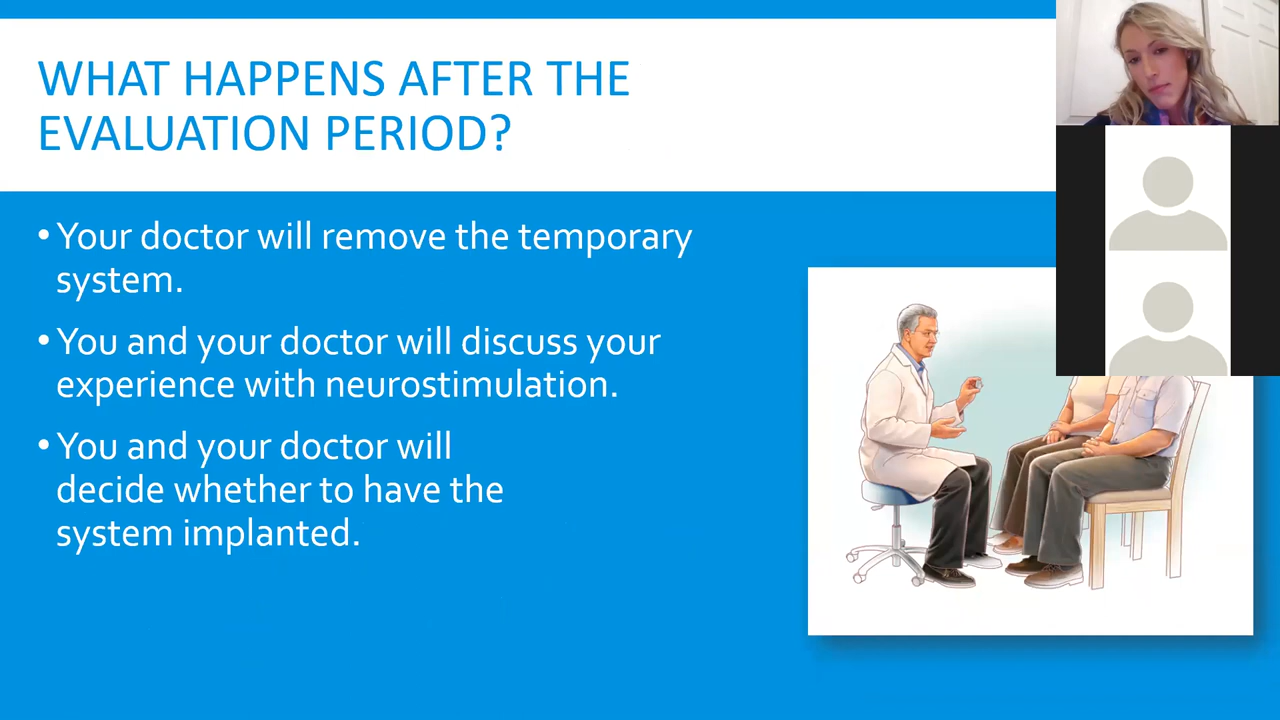 WHAT HAPPENS AFTER THE
EVALUATION PERIOD?
•Your doctor will remove the temporary
system.
•You and your doctor will discuss your
experience with neurostimulation.
•You and your doctor will
decide whether to have the
system implanted.